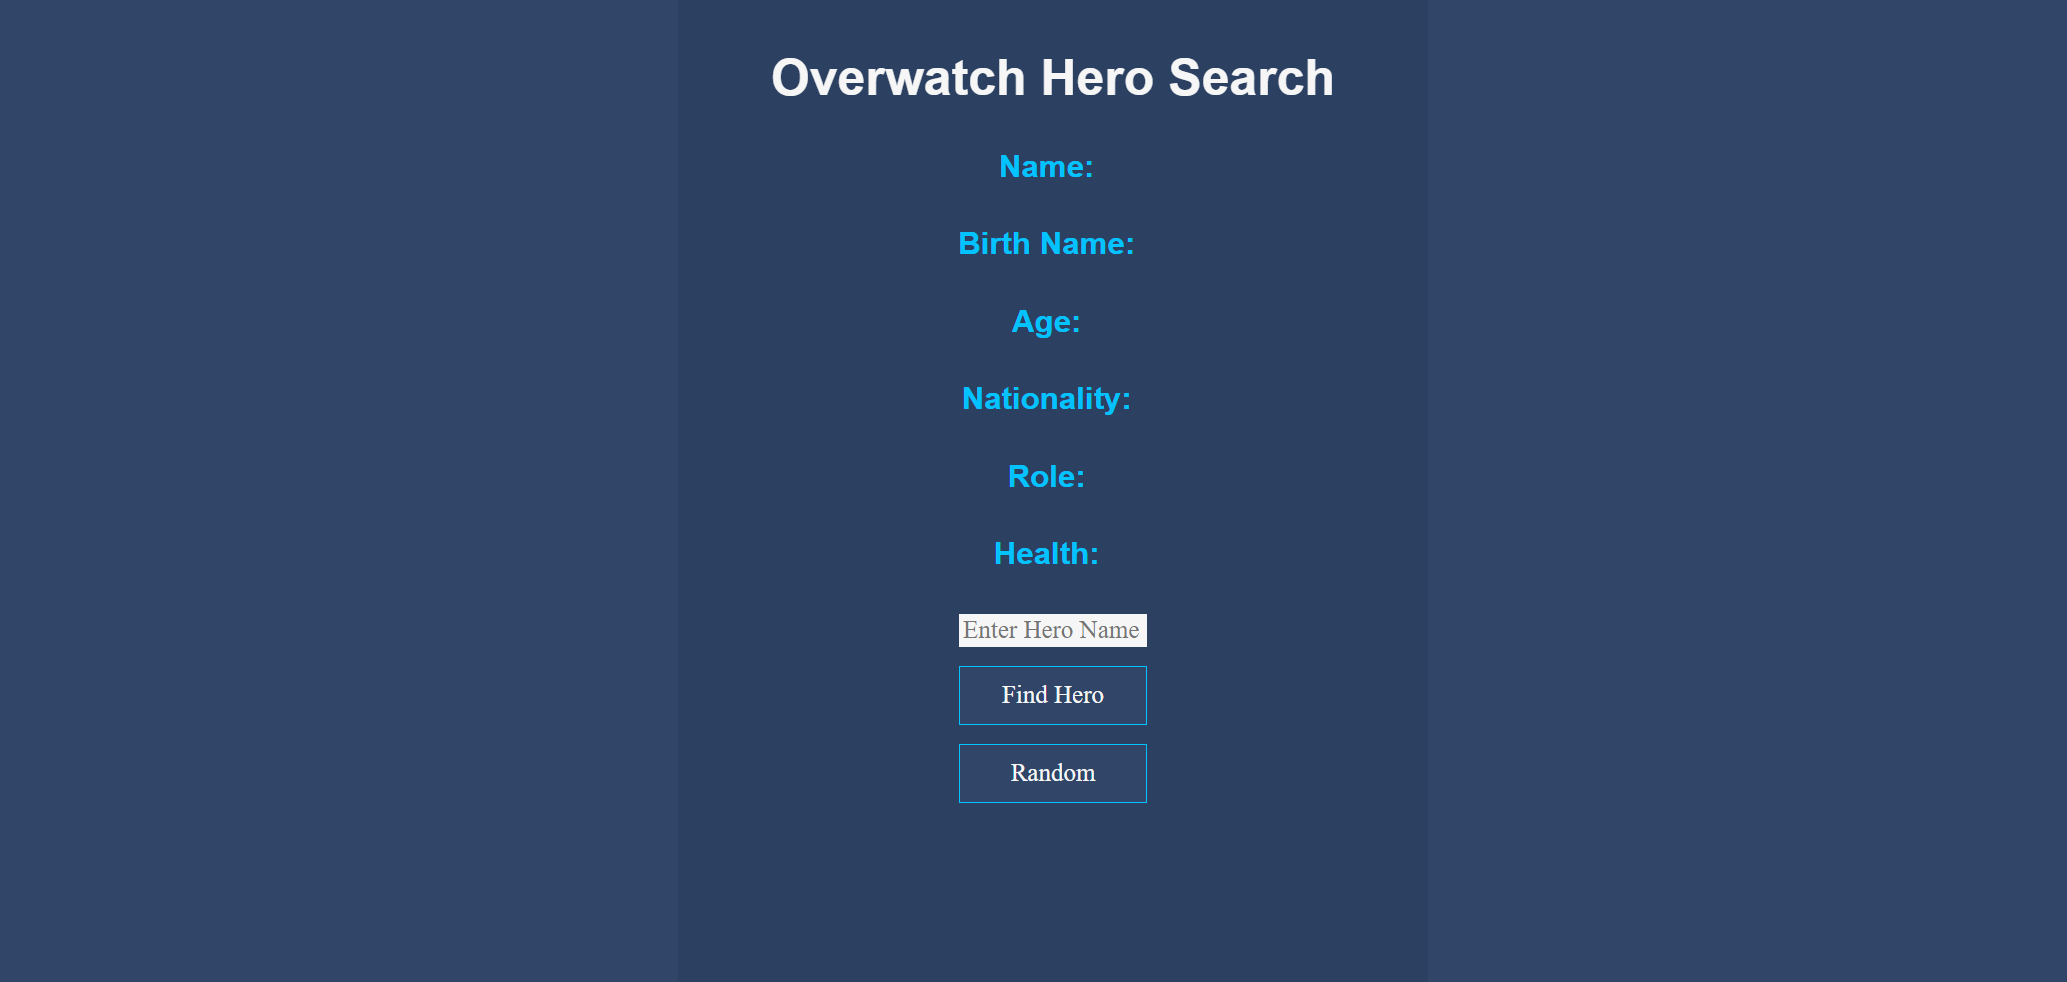 Overwatch Hero Search
Name:
Birth Name:
Age:
Nationality:
Role:
Health:
Enter Hero Name
Find Hero
Random